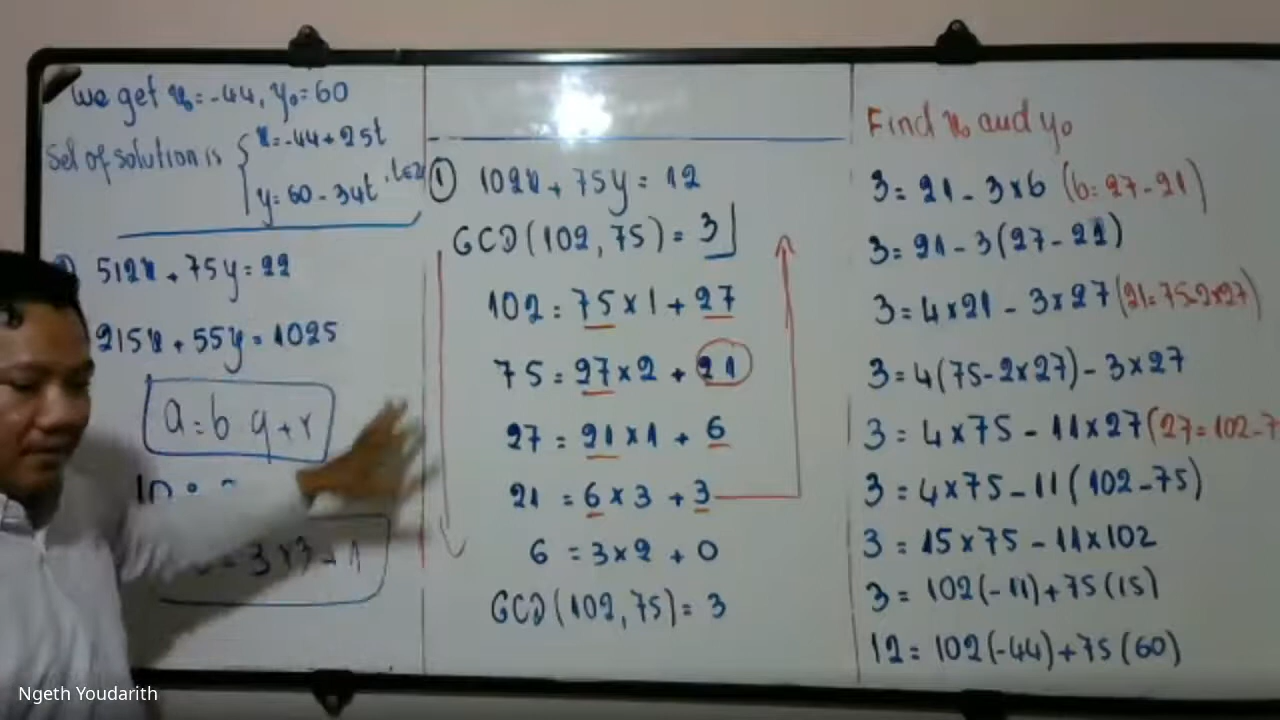 we get x₀=-44, y₀=60
Set of solution is { x=-44+25t
y=60-34t, t∈ℤ
512x+75y=22
215x+55y=1025
a=b·q+r
10
3×3
① 102x+75y=12
GCD(102,75)=3
102=75×1+27
75=27×2+21
27=21×1+6
21=6×3+3
6=3×2+0
GCD(102,75)=3
Find x₀ and y₀
3=21-3×6 (6=27-21)
3=21-3(27-21)
3=4×21-3×27 (21=75-2×27)
3=4(75-2×27)-3×27
3=4×75-11×27 (27=102-7
3=4×75-11(102-75)
3=15×75-11×102
3=102(-11)+75(15)
12=102(-44)+75(60)
Ngeth Youdarith